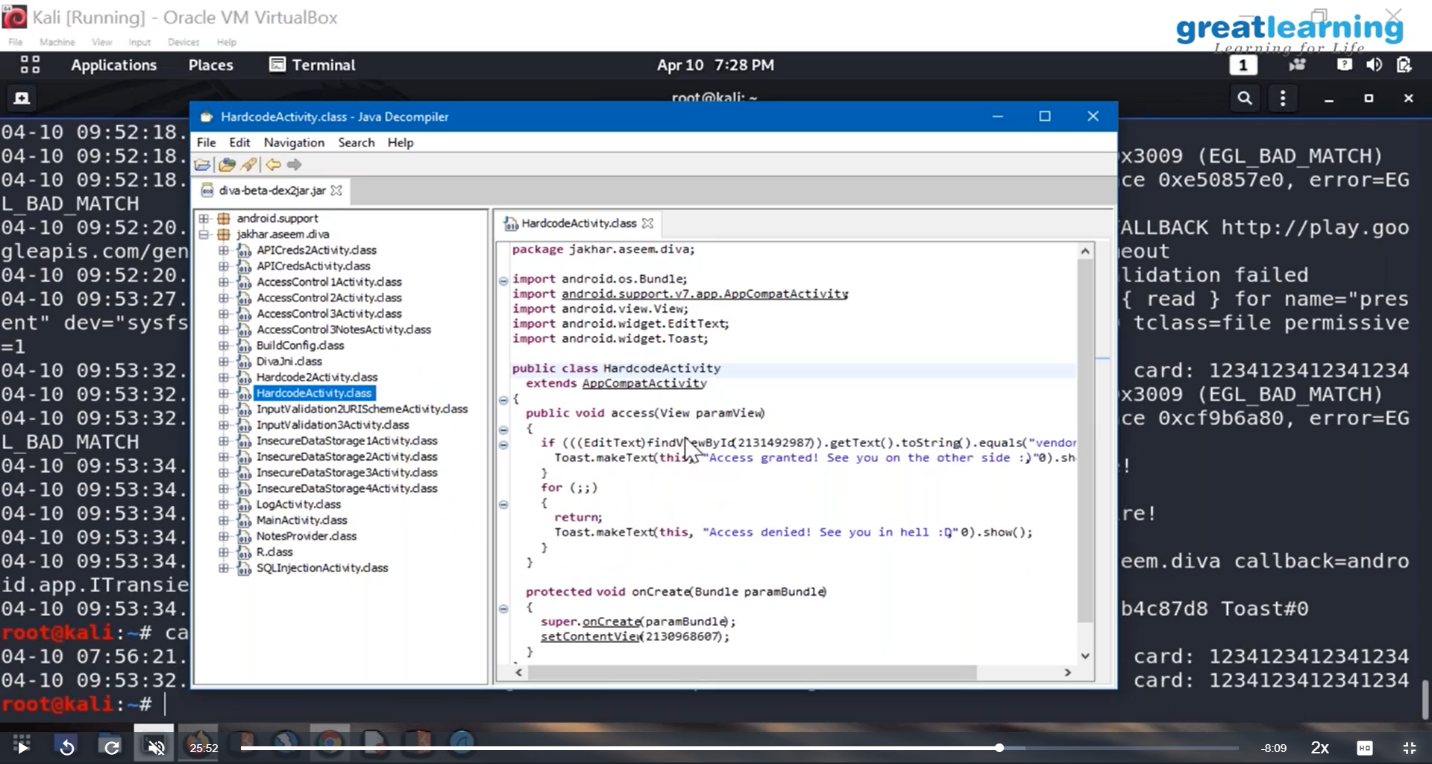 Kali [Running] - Oracle VM VirtualBox
greatlearning
Learning for Life
File Machine View Input Devices Help
Applications Places Terminal Apr 10 7:28 PM 1
root@kali: ~
HardcodeActivity.class - Java Decompiler
File Edit Navigation Search Help
diva-beta-dex2jar.jar
android.support
jakhar.aseem.diva
APICreds2Activity.class
APICredsActivity.class
AccessControl1Activity.class
AccessControl2Activity.class
AccessControl3Activity.class
AccessControl3NotesActivity.class
BuildConfig.class
DivaJni.class
Hardcode2Activity.class
HardcodeActivity.class
InputValidation2URISchemeActivity.class
InputValidation3Activity.class
InsecureDataStorage1Activity.class
InsecureDataStorage2Activity.class
InsecureDataStorage3Activity.class
InsecureDataStorage4Activity.class
LogActivity.class
MainActivity.class
NotesProvider.class
R.class
SQLInjectionActivity.class
HardcodeActivity.class
package jakhar.aseem.diva;
import android.os.Bundle;
import android.support.v7.app.AppCompatActivity
import android.view.View;
import android.widget.EditText;
import android.widget.Toast;
public class HardcodeActivity
extends AppCompatActivity
{
public void access(View paramView)
{
if (((EditText)findViewById(2131492987)).getText().toString().equals("vendor
Toast.makeText(this, "Access granted! See you on the other side :)"0).sh
}
for (;;)
{
return;
Toast.makeText(this, "Access denied! See you in hell :D"0).show();
}
}
protected void onCreate(Bundle paramBundle)
{
super.onCreate(paramBundle);
setContentView(2130968607);
}
04-10 09:52:18.
04-10 09:52:18. x3009 (EGL_BAD_MATCH)
04-10 09:52:18. ce 0xe50857e0, error=EG
L_BAD_MATCH
04-10 09:52:20. ALLBACK http://play.goo
gleapis.com/gen eout
04-10 09:52:20. lidation failed
04-10 09:53:27. { read } for name="pres
ent" dev="sysfs tclass=file permissive
=1
04-10 09:53:32. card: 1234123412341234
04-10 09:53:32. x3009 (EGL_BAD_MATCH)
04-10 09:53:32. ce 0xcf9b6a80, error=EG
L_BAD_MATCH
04-10 09:53:34. !
04-10 09:53:34.
04-10 09:53:34. re!
04-10 09:53:34.
04-10 09:53:34. eem.diva callback=andro
id.app.ITransie
04-10 09:53:34. b4c87d8 Toast#0
root@kali:~# ca
04-10 07:56:21. card: 1234123412341234
04-10 09:53:32. card: 1234123412341234
root@kali:~#
25:52 -8:09 2x HD